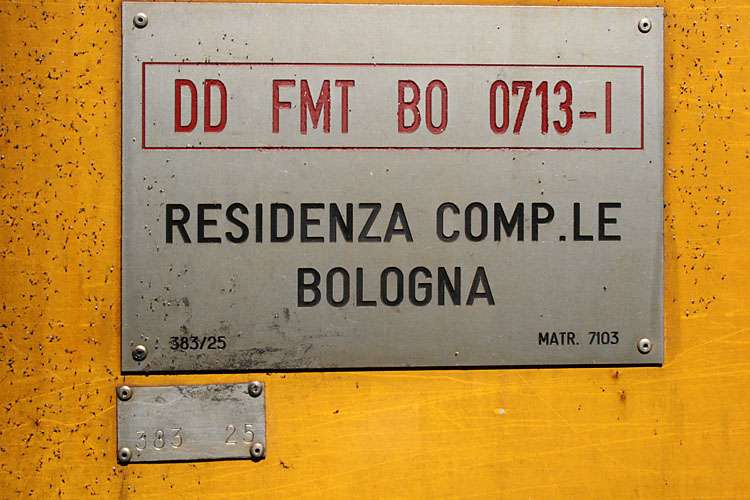 DD FMT BO 0713-I
RESIDENZA COMP.LE
BOLOGNA
383/25 MATR. 7103
383 25